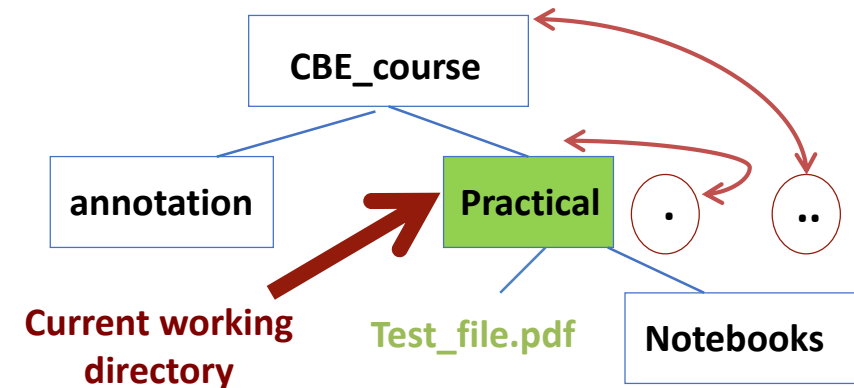 CBE_course
annotation
Practical
.
..
Current working
directory
Test_file.pdf
Notebooks